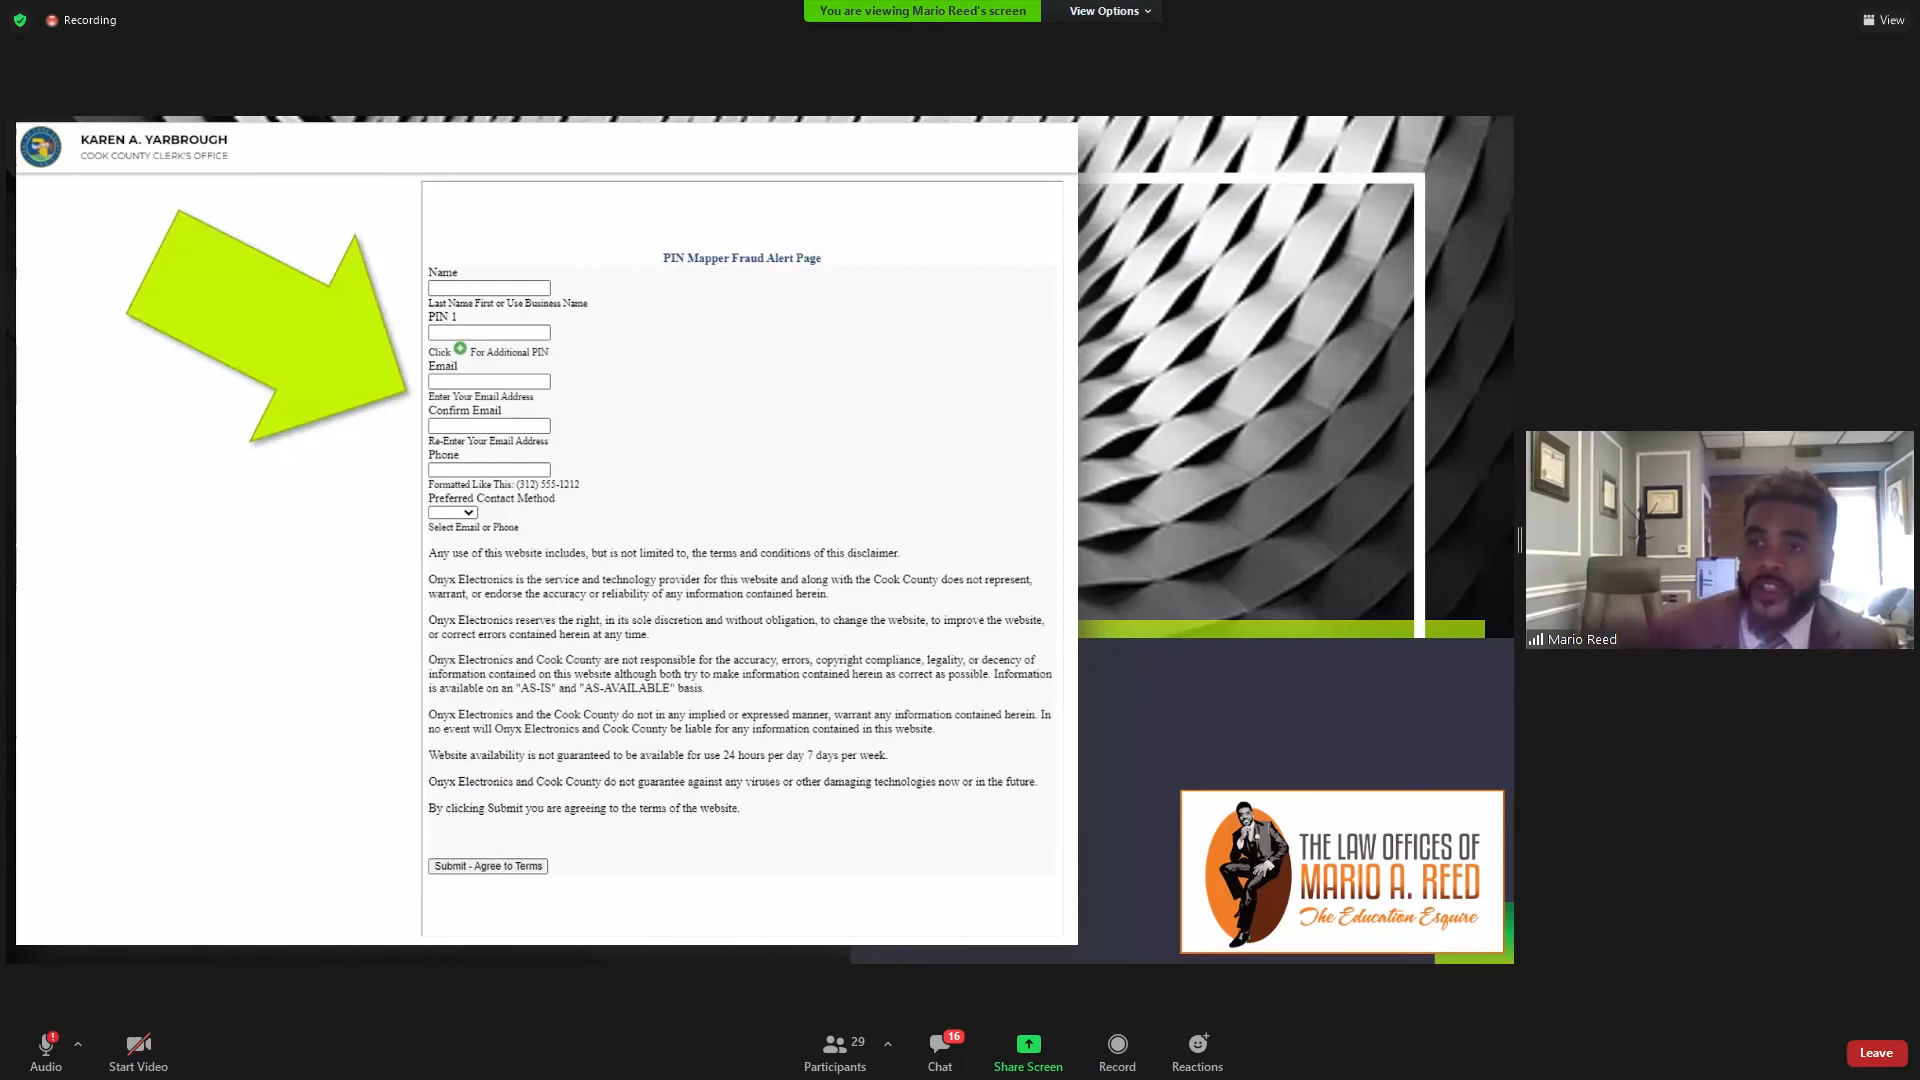 Recording
You are viewing Mario Reed's screen
View Options
View
KAREN A. YARBROUGH
COOK COUNTY CLERK'S OFFICE
PIN Mapper Fraud Alert Page
Name
Last Name First or Use Business Name
PIN 1
Click For Additional PIN
Email
Enter Your Email Address
Confirm Email
Re-Enter Your Email Address
Phone
Formatted Like This: (312) 555-1212
Preferred Contact Method
Select Email or Phone
Any use of this website includes, but is not limited to, the terms and conditions of this disclaimer.
Onyx Electronics is the service and technology provider for this website and along with the Cook County does not represent,
warrant, or endorse the accuracy or reliability of any information contained herein.
Onyx Electronics reserves the right, in its sole discretion and without obligation, to change the website, to improve the website,
or correct errors contained herein at any time.
Onyx Electronics and Cook County are not responsible for the accuracy, errors, copyright compliance, legality, or decency of
information contained on this website although both try to make information contained herein as correct as possible. Information
is available on an "AS-IS" and "AS-AVAILABLE" basis.
Onyx Electronics and the Cook County do not in any implied or expressed manner, warrant any information contained herein. In
no event will Onyx Electronics and Cook County be liable for any information contained in this website.
Website availability is not guaranteed to be available for use 24 hours per day 7 days per week.
Onyx Electronics and Cook County do not guarantee against any viruses or other damaging technologies now or in the future.
By clicking Submit you are agreeing to the terms of the website.
Submit - Agree to Terms
THE LAW OFFICES OF
MARIO A. REED
The Education Esquire
Mario Reed
Audio
Start Video
29
Participants
16
Chat
Share Screen
Record
Reactions
Leave